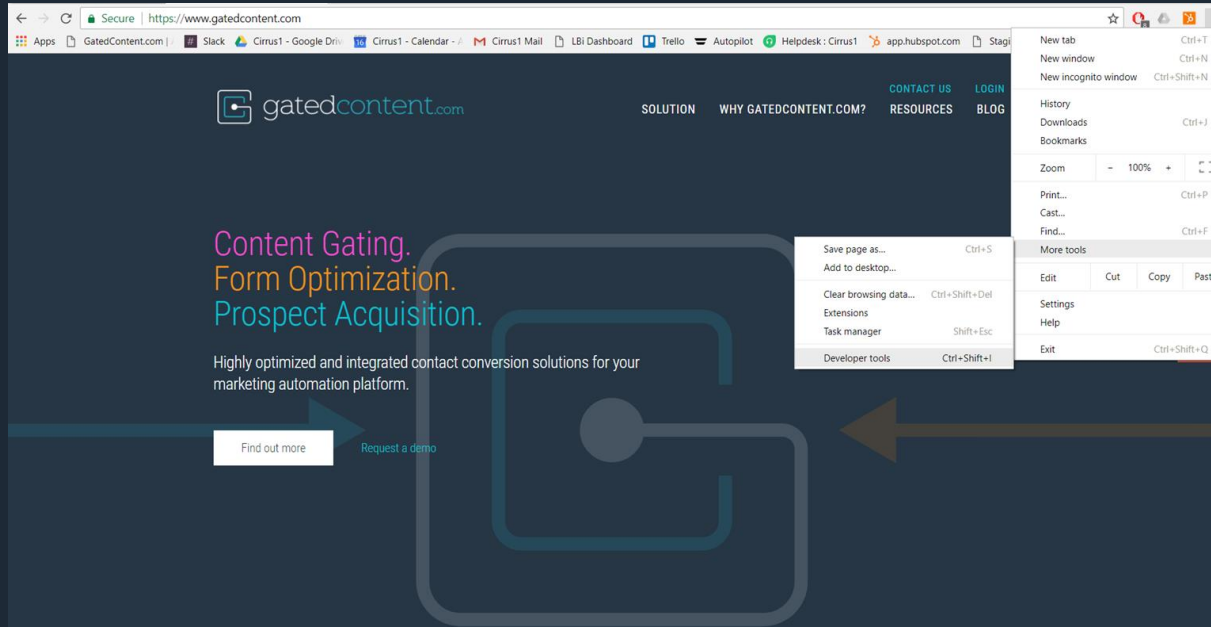 Secure | https://www.gatedcontent.com
Apps GatedContent.com | Slack Cirrus1 - Google Driv Cirrus1 - Calendar - A Cirrus1 Mail LBi Dashboard Trello Autopilot Helpdesk : Cirrus1 app.hubspot.com Stagi
gatedcontent.com
CONTACT US LOGIN
SOLUTION WHY GATEDCONTENT.COM? RESOURCES BLOG
Content Gating.
Form Optimization.
Prospect Acquisition.
Highly optimized and integrated contact conversion solutions for your
marketing automation platform.
Find out more Request a demo
New tab Ctrl+T
New window Ctrl+N
New incognito window Ctrl+Shift+N
History
Downloads Ctrl+J
Bookmarks
Zoom - 100% +
Print... Ctrl+P
Cast...
Find... Ctrl+F
More tools
Edit Cut Copy Past
Settings
Help
Exit Ctrl+Shift+Q
Save page as... Ctrl+S
Add to desktop...
Clear browsing data... Ctrl+Shift+Del
Extensions
Task manager Shift+Esc
Developer tools Ctrl+Shift+I